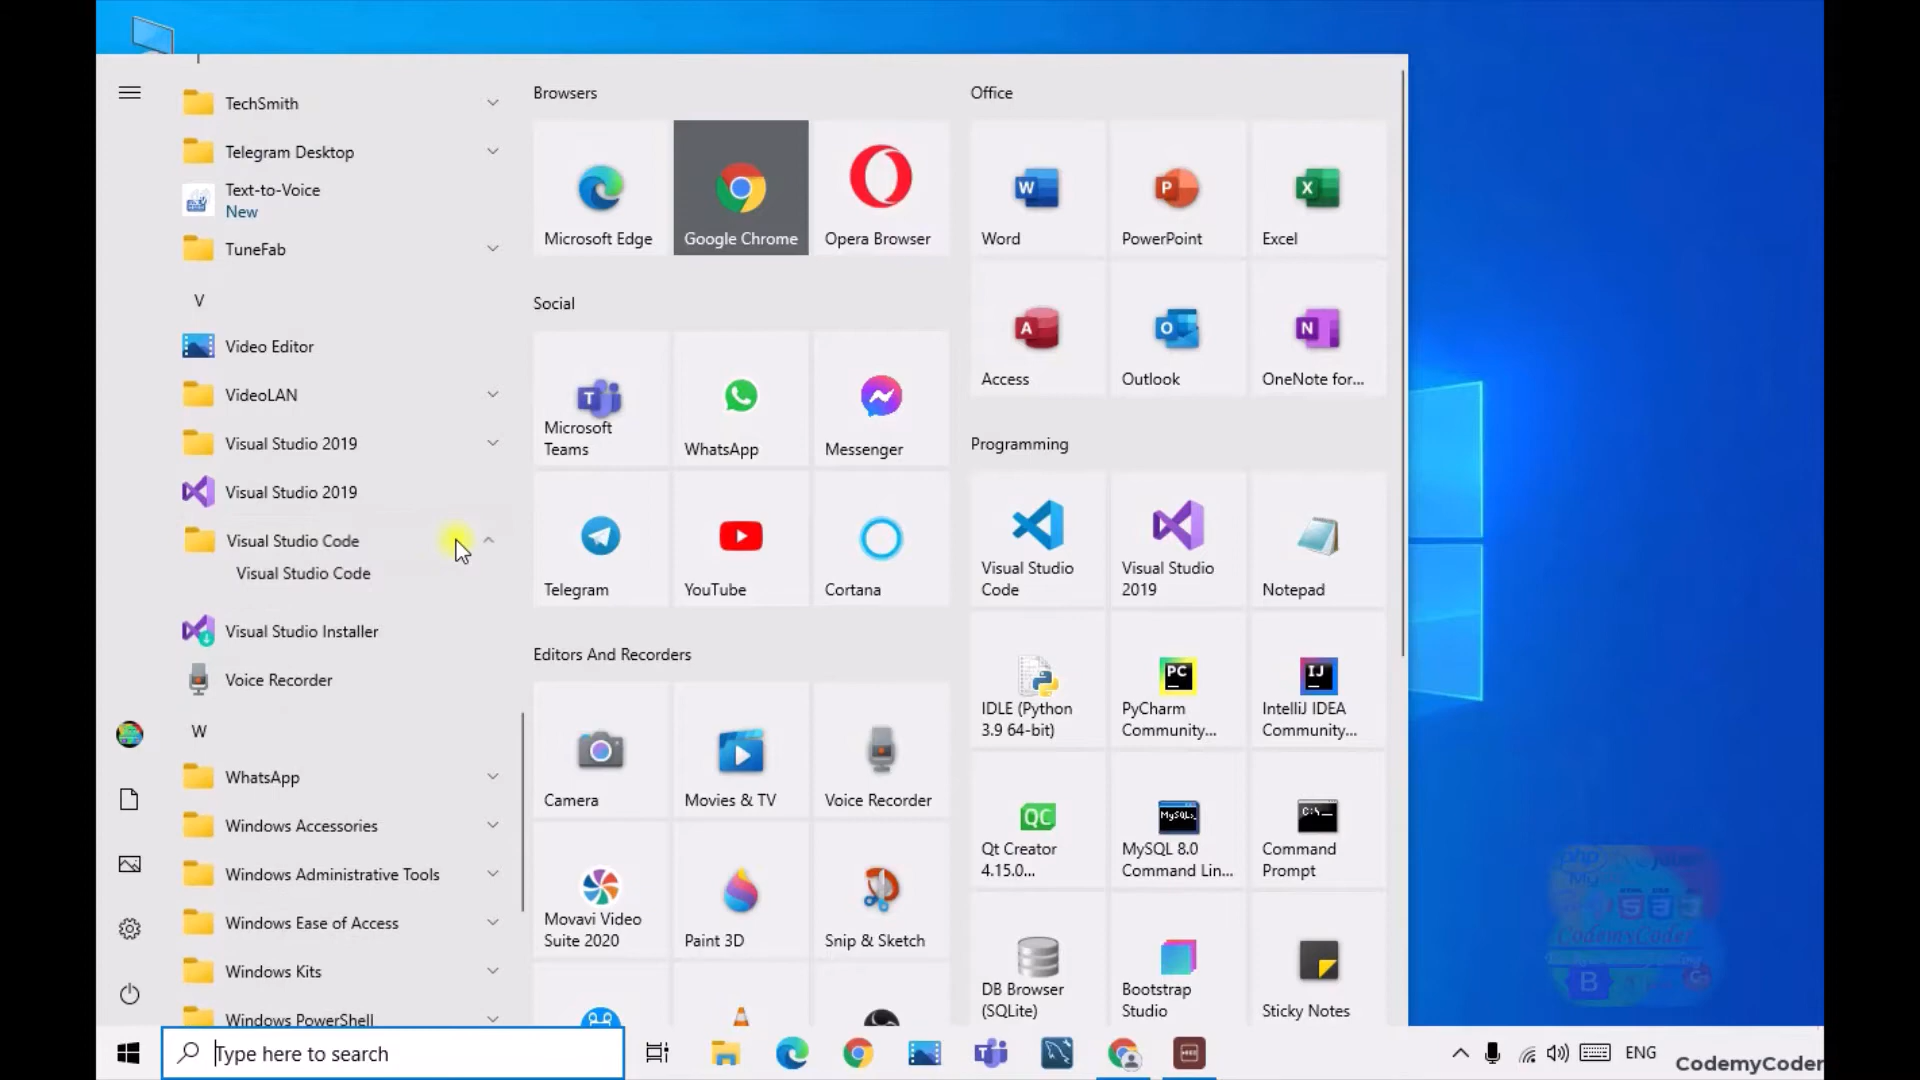 TechSmith
Telegram Desktop
Text-to-Voice
New
TuneFab
V
Video Editor
VideoLAN
Visual Studio 2019
Visual Studio 2019
Visual Studio Code
Visual Studio Code
Visual Studio Installer
Voice Recorder
W
WhatsApp
Windows Accessories
Windows Administrative Tools
Windows Ease of Access
Windows Kits
Windows PowerShell
Browsers
Microsoft Edge
Google Chrome
Opera Browser
Social
Microsoft
Teams
WhatsApp
Messenger
Telegram
YouTube
Cortana
Editors And Recorders
Camera
Movies & TV
Voice Recorder
Movavi Video
Suite 2020
Paint 3D
Snip & Sketch
Office
Word
PowerPoint
Excel
Access
Outlook
OneNote for...
Programming
Visual Studio
Code
Visual Studio
2019
Notepad
IDLE (Python
3.9 64-bit)
PyCharm
Community...
IntelliJ IDEA
Community...
Qt Creator
4.15.0...
MySQL 8.0
Command Lin...
Command
Prompt
DB Browser
(SQLite)
Bootstrap
Studio
Sticky Notes
CodemyCoder
Type here to search
ENG
CodemyCoder